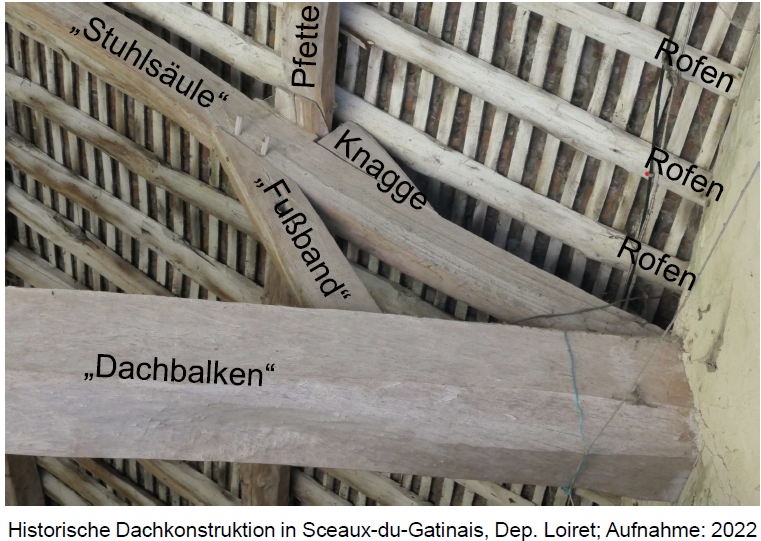 „Stuhlsäule“
Pfette
Rofen
Knagge
Rofen
„Fußband“
Rofen
„Dachbalken“
Historische Dachkonstruktion in Sceaux-du-Gatinais, Dep. Loiret; Aufnahme: 2022